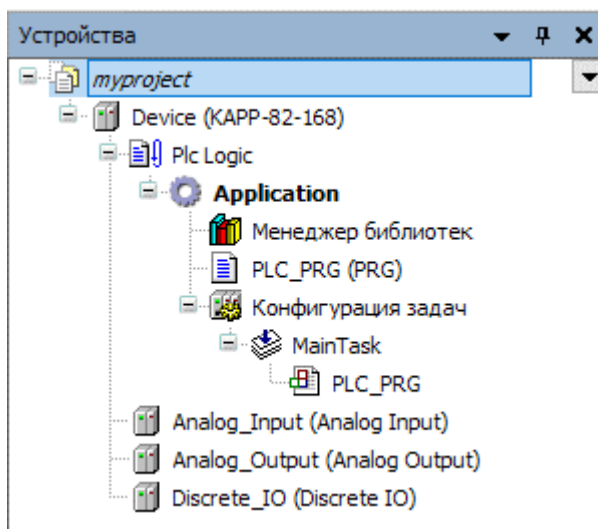 Устройства
myproject
Device (KAPP-82-168)
Plc Logic
Application
Менеджер библиотек
PLC_PRG (PRG)
Конфигурация задач
MainTask
PLC_PRG
Analog_Input (Analog Input)
Analog_Output (Analog Output)
Discrete_IO (Discrete IO)